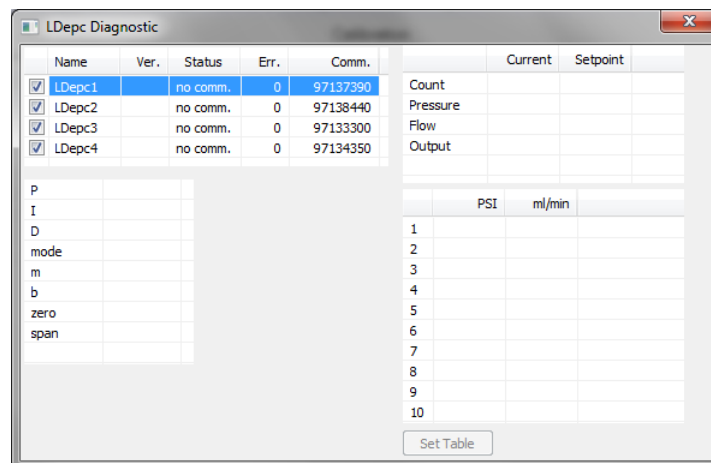 LDepc Diagnostic
Name Ver. Status Err. Comm.
LDepc1 no comm. 0 97137390
LDepc2 no comm. 0 97138440
LDepc3 no comm. 0 97133300
LDepc4 no comm. 0 97134350
P
I
D
mode
m
b
zero
span
Current Setpoint
Count
Pressure
Flow
Output
PSI ml/min
1
2
3
4
5
6
7
8
9
10
Set Table